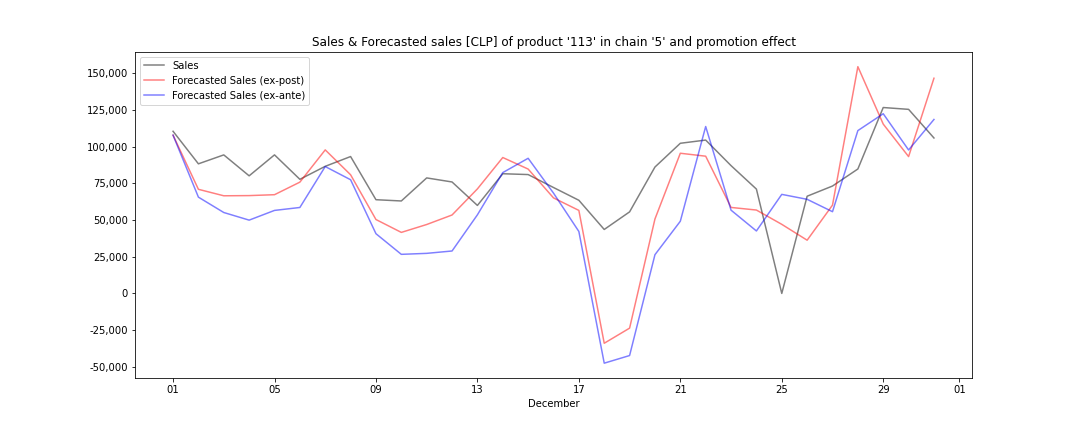 Sales & Forecasted sales [CLP] of product '113' in chain '5' and promotion effect
Sales
Forecasted Sales (ex-post)
Forecasted Sales (ex-ante)
150,000
125,000
100,000
75,000
50,000
25,000
0
-25,000
-50,000
01 05 09 13 17 21 25 29 01
December